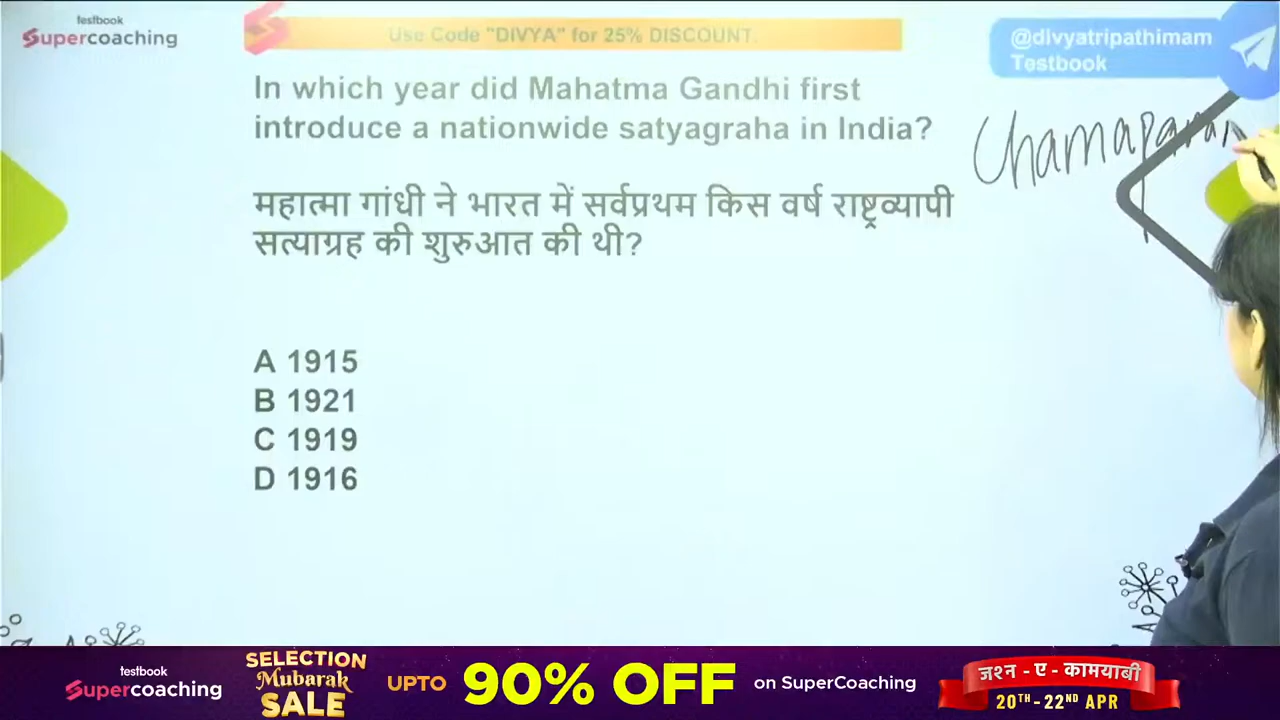 testbook
Supercoaching
Use Code "DIVYA" for 25% DISCOUNT.
@divyatripathimam
Testbook
In which year did Mahatma Gandhi first
introduce a nationwide satyagraha in India?
Chamaparan
महात्मा गांधी ने भारत में सर्वप्रथम किस वर्ष राष्ट्रव्यापी
सत्याग्रह की शुरुआत की थी?
A 1915
B 1921
C 1919
D 1916
testbook
Supercoaching
SELECTION
Mubarak
SALE
UPTO 90% OFF on SuperCoaching
जश्न - ए - कामयाबी
20TH - 22ND APR